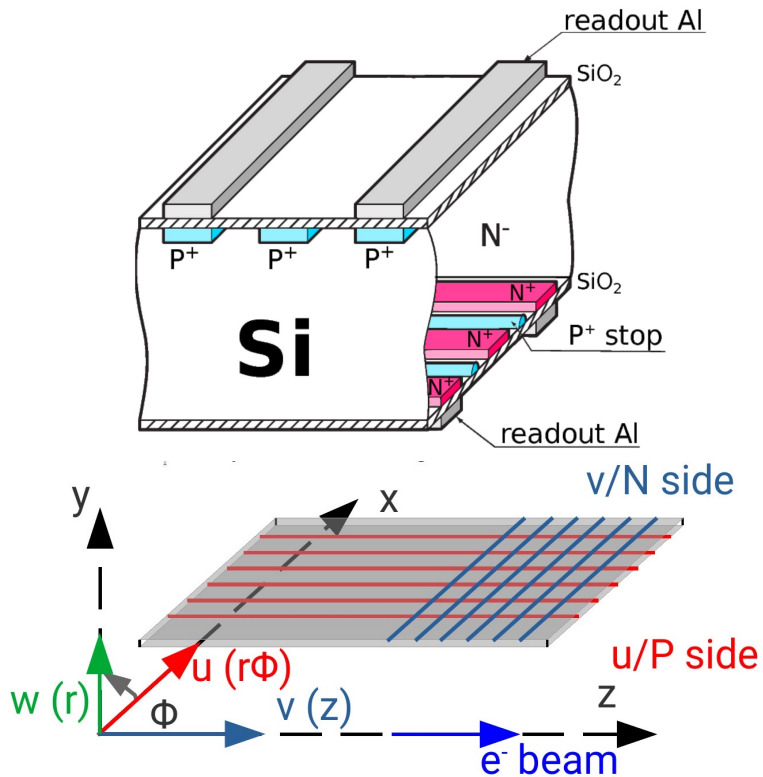 readout Al
SiO₂
N⁻
P⁺ P⁺ P⁺
SiO₂
N⁺
P⁺ stop
N⁺
Si
N⁺
readout Al
v/N side
y
x
u/P side
u (rΦ)
w (r)
Φ
v (z)
z
e⁻ beam